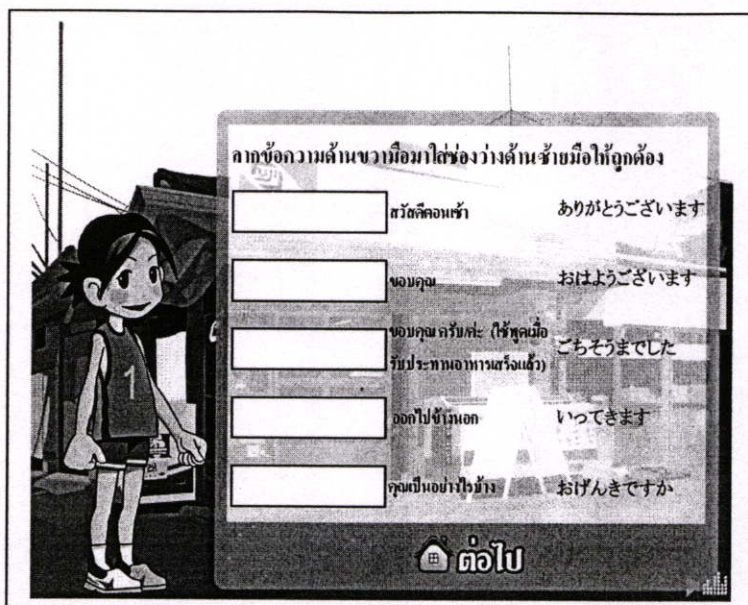 ลากข้อความด้านขวามือมาใส่ช่องว่างด้านซ้ายมือให้ถูกต้อง
สวัสดีตอนเช้า ありがとうございます
ขอบคุณ おはようございます
ขอบคุณ ครับ/ค่ะ (ใช้พูดเมื่อ
รับประทานอาหารเสร็จแล้ว) ごちそうまでした
ออกไปข้างนอก いってきます
คุณเป็นอย่างไรบ้าง おげんきですか
1
ต่อไป